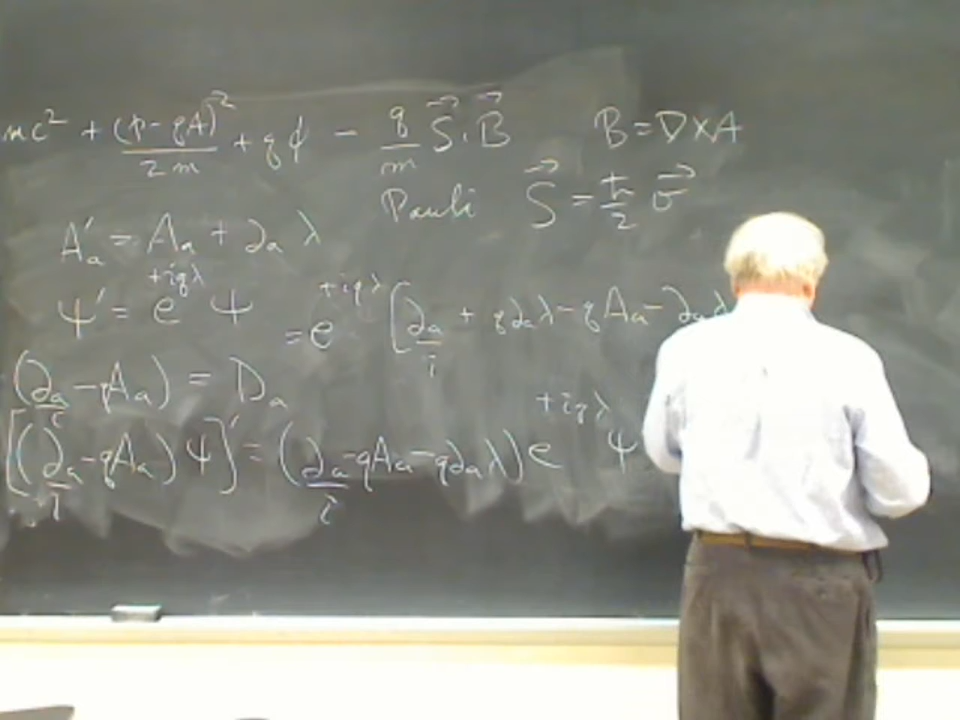 mc² + (p - qA)²/2m + qϕ - q/m S⃗·B⃗ B = ∇×A
Pauli S⃗ = ħ/2 σ⃗
A'ₐ = Aₐ + ∂ₐ λ
ψ' = e^{+iqλ} ψ = e^{+iqλ} [∂ₐ/i + q∂ₐλ - qAₐ - ∂ₐλ
(∂ₐ/i - qAₐ) = Dₐ
[(∂ₐ/i - qAₐ) ψ]' = (∂ₐ/i - qAₐ - q∂ₐλ) e^{+iqλ} ψ